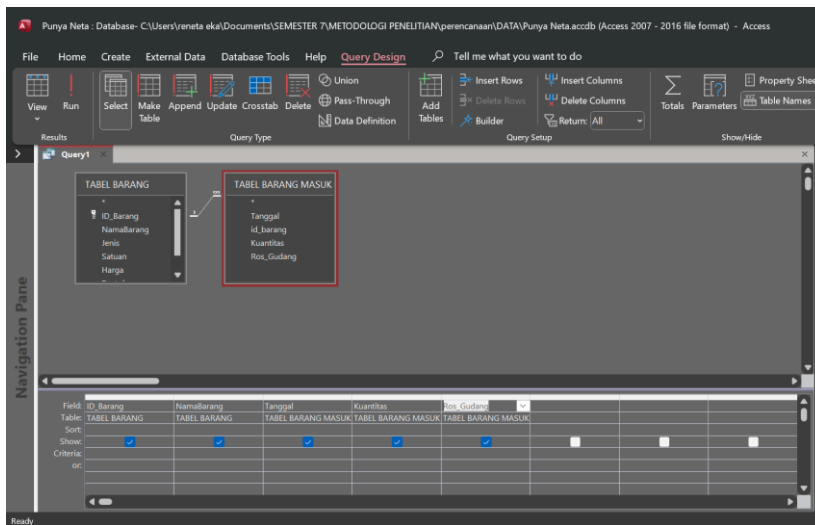 Punya Neta : Database- C:\Users\reneta eka\Documents\SEMESTER 7\METODOLOGI PENELITIAN\perencanaan\DATA\Punya Neta.accdb (Access 2007 - 2016 file format) - Access
File Home Create External Data Database Tools Help Query Design Tell me what you want to do
View Run Select Make Table Append Update Crosstab Delete
Union
Pass-Through
Data Definition
Add Tables
Insert Rows
Delete Rows
Builder
Insert Columns
Delete Columns
Return: All
Totals Parameters
Property Shee
Table Names
Results Query Type Query Setup Show/Hide
Query1
Navigation Pane
TABEL BARANG
*
ID_Barang
NamaBarang
Jenis
Satuan
Harga
TABEL BARANG MASUK
*
Tanggal
id_barang
Kuantitas
Ros_Gudang
1
∞
Field: ID_Barang NamaBarang Tanggal Kuantitas Ros_Gudang
Table: TABEL BARANG TABEL BARANG TABEL BARANG MASUK TABEL BARANG MASUK TABEL BARANG MASUK
Sort:
Show:
Criteria:
or:
Ready